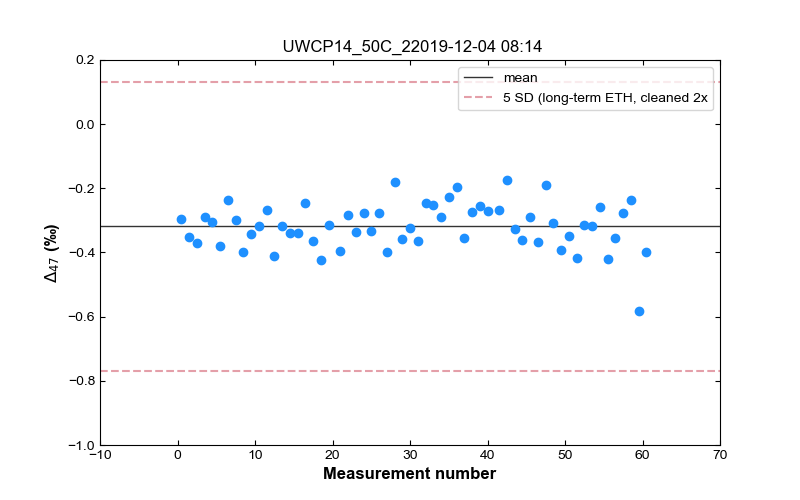 UWCP14_50C_22019-12-04 08:14
mean
5 SD (long-term ETH, cleaned 2x
0.2
0.0
−0.2
−0.4
−0.6
−0.8
−1.0
Δ47 (‰)
−10 0 10 20 30 40 50 60 70
Measurement number